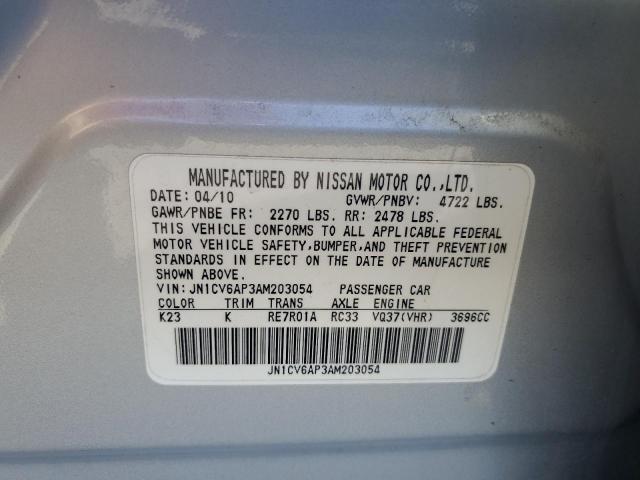 MANUFACTURED BY NISSAN MOTOR CO.,LTD.
DATE: 04/10 GVWR/PNBV: 4722 LBS.
GAWR/PNBE FR: 2270 LBS. RR: 2478 LBS.
THIS VEHICLE CONFORMS TO ALL APPLICABLE FEDERAL
MOTOR VEHICLE SAFETY, BUMPER, AND THEFT PREVENTION
STANDARDS IN EFFECT ON THE DATE OF MANUFACTURE
SHOWN ABOVE.
VIN: JN1CV6AP3AM203054 PASSENGER CAR
COLOR TRIM TRANS AXLE ENGINE
K23 K RE7R01A RC33 VQ37(VHR) 3696CC
JN1CV6AP3AM203054